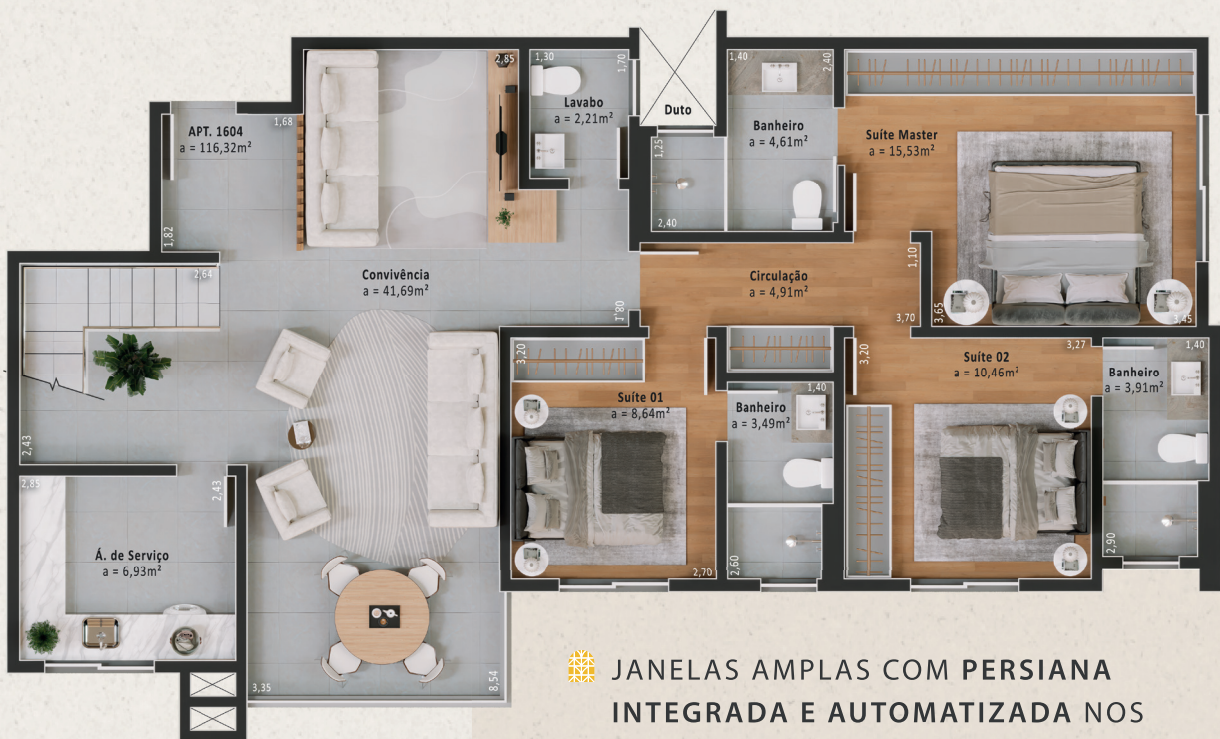 2,85
1,30
1,70
Lavabo
a = 2,21m²
1,40
2,40
Duto
APT. 1604
a = 116,32m²
1,68
Banheiro
a = 4,61m²
Suíte Master
a = 15,53m²
1,25
2,40
1,82
1,10
2,64
Convivência
a = 41,69m²
Circulação
a = 4,91m²
1,80
3,70
3,65
3,45
3,20
3,20
3,27
1,40
Suíte 02
a = 10,46m²
Banheiro
a = 3,91m²
Suíte 01
a = 8,64m²
1,40
Banheiro
a = 3,49m²
2,43
2,85
2,43
Á. de Serviço
a = 6,93m²
2,70
2,60
2,90
3,35
8,54
JANELAS AMPLAS COM PERSIANA
INTEGRADA E AUTOMATIZADA NOS